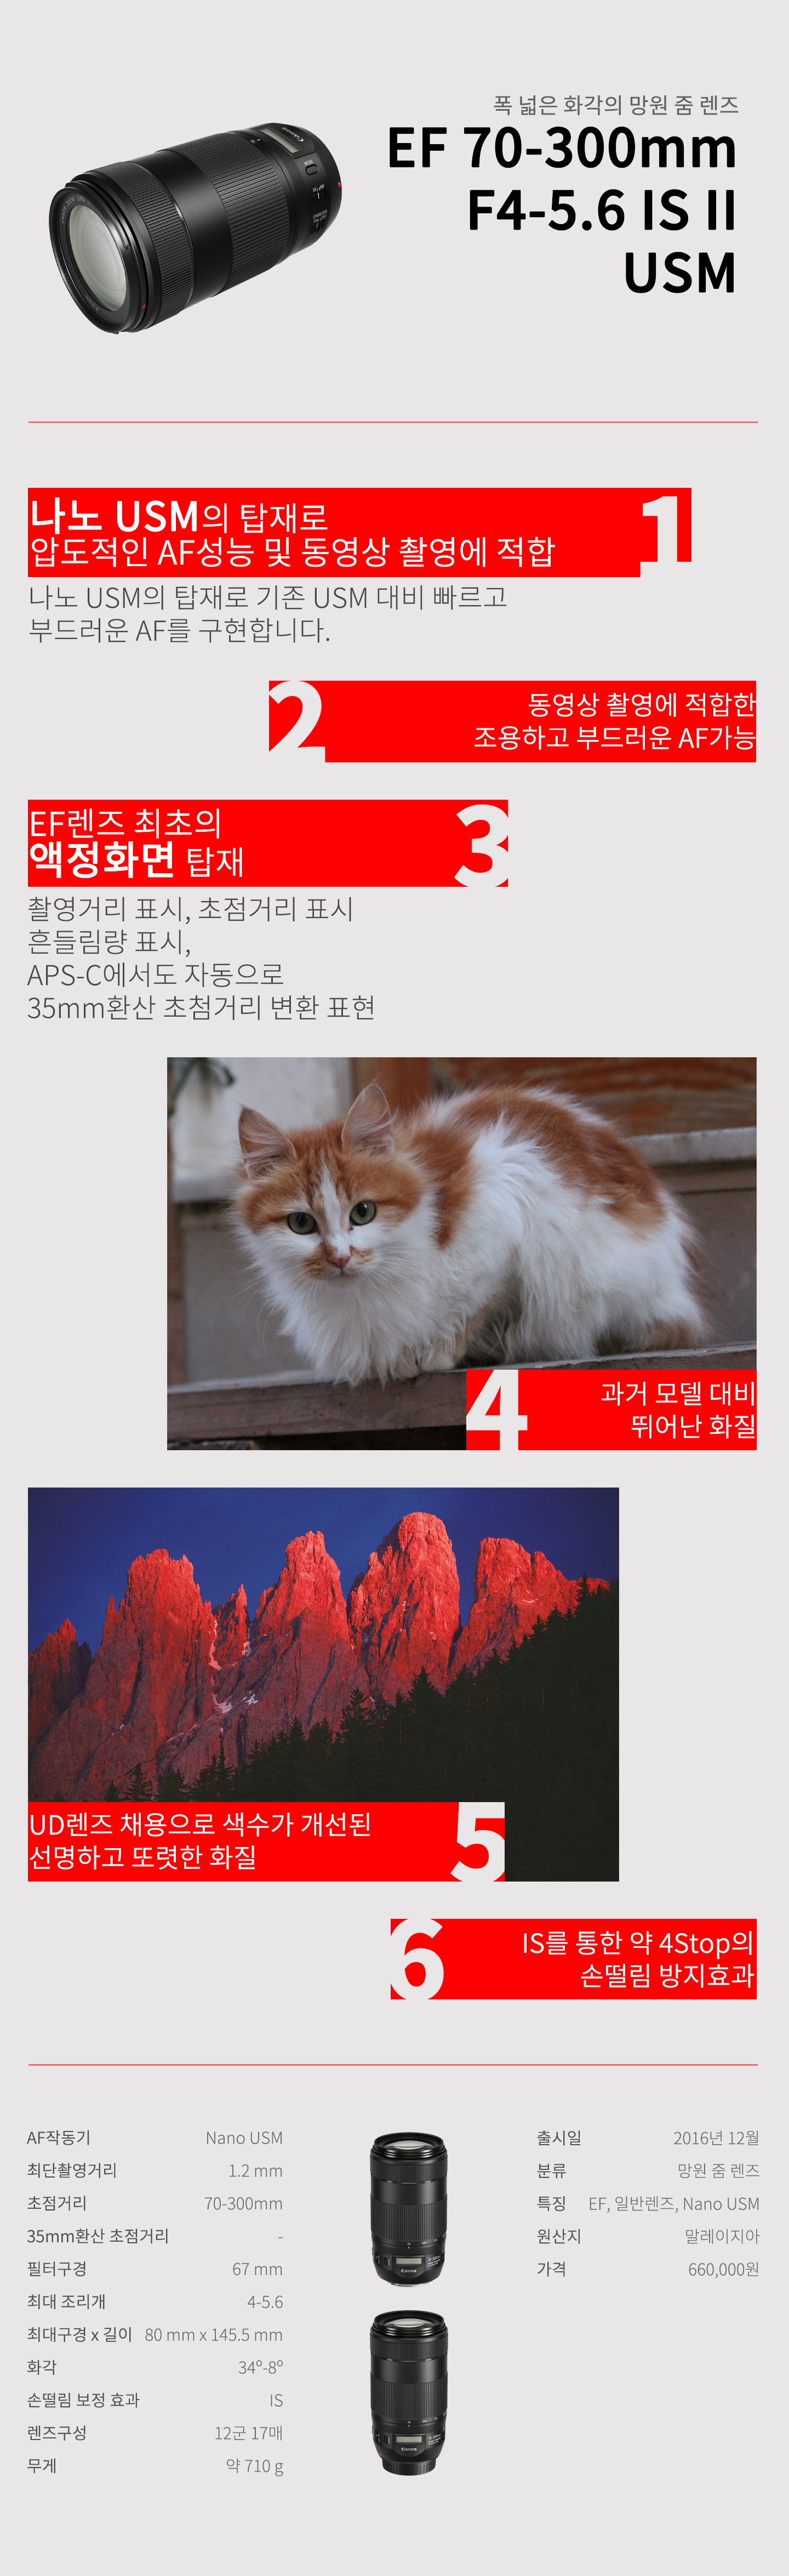 폭 넓은 화각의 망원 줌 렌즈
EF 70-300mm
F4-5.6 IS II
USM
나노 USM의 탑재로
압도적인 AF성능 및 동영상 촬영에 적합
1
나노 USM의 탑재로 기존 USM 대비 빠르고
부드러운 AF를 구현합니다.
2
동영상 촬영에 적합한
조용하고 부드러운 AF가능
EF렌즈 최초의
액정화면 탑재
3
촬영거리 표시, 초점거리 표시
흔들림량 표시,
APS-C에서도 자동으로
35mm환산 초첨거리 변환 표현
4
과거 모델 대비
뛰어난 화질
UD렌즈 채용으로 색수가 개선된
선명하고 또렷한 화질
5
6
IS를 통한 약 4Stop의
손떨림 방지효과
AF작동기 Nano USM
최단촬영거리 1.2 mm
초점거리 70-300mm
35mm환산 초점거리 -
필터구경 67 mm
최대 조리개 4-5.6
최대구경 x 길이 80 mm x 145.5 mm
화각 34º-8º
손떨림 보정 효과 IS
렌즈구성 12군 17매
무게 약 710 g
Canon
Canon
출시일 2016년 12월
분류 망원 줌 렌즈
특징 EF, 일반렌즈, Nano USM
원산지 말레이지아
가격 660,000원